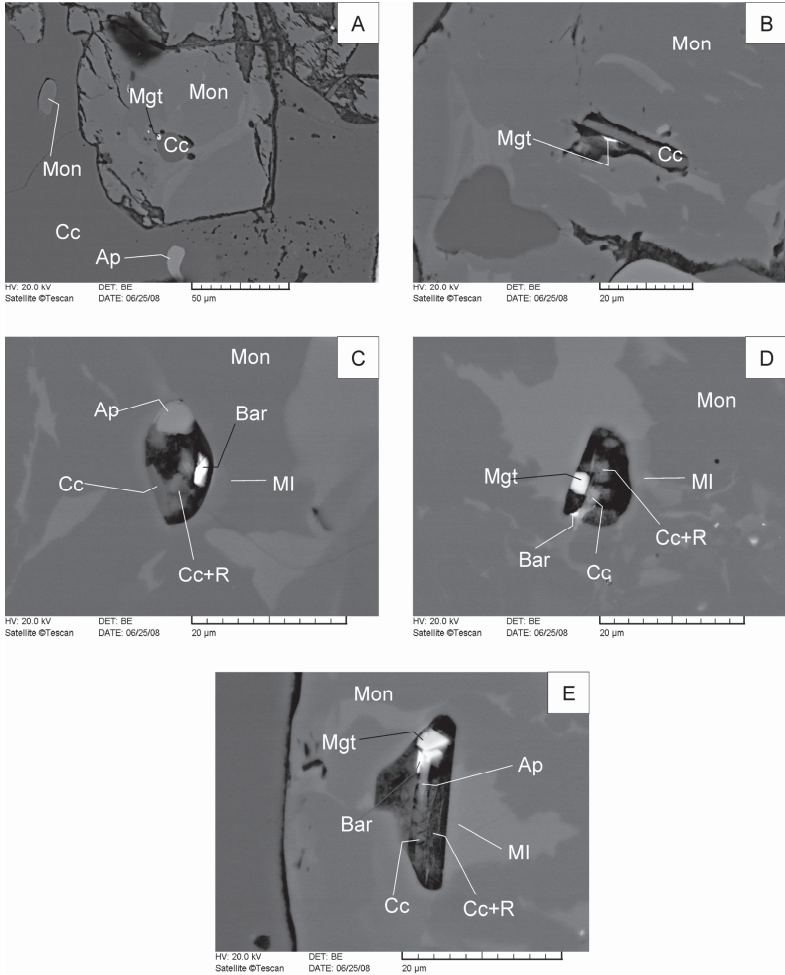 A
Mon
Mgt
Cc
Mon
Cc
Ap
HV: 20.0 kV DET: BE
Satellite ©Tescan DATE: 06/25/08 50 µm
B
Mon
Mgt
Cc
HV: 20.0 kV DET: BE
Satellite ©Tescan DATE: 06/25/08 20 µm
C
Mon
Ap
Bar
Cc
MI
Cc+R
HV: 20.0 kV DET: BE
Satellite ©Tescan DATE: 06/25/08 20 µm
D
Mon
Mgt
MI
Cc+R
Bar
Cc
HV: 20.0 kV DET: BE
Satellite ©Tescan DATE: 06/25/08 20 µm
E
Mon
Mgt
Ap
Bar
MI
Cc
Cc+R
HV: 20.0 kV DET: BE
Satellite ©Tescan DATE: 06/25/08 20 µm